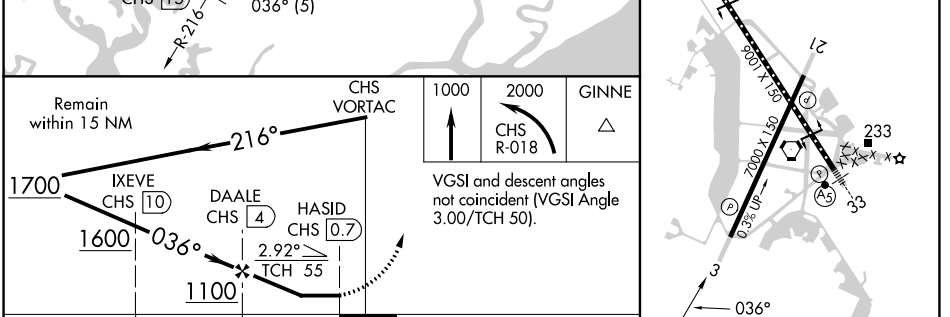 CHS 15
036° (5)
R-216
Remain
within 15 NM
CHS
VORTAC
216°
1700
IXEVE
CHS 10
1600
036°
DAALE
CHS 4
HASID
CHS 0.7
2.92°
TCH 55
1100
1000
2000
CHS
R-018
GINNE
VGSI and descent angles
not coincident (VGSI Angle
3.00/TCH 50).
21
9001 X 150
7000 X 150
0.3% UP
P
P
P
A5
233
33
3
036°